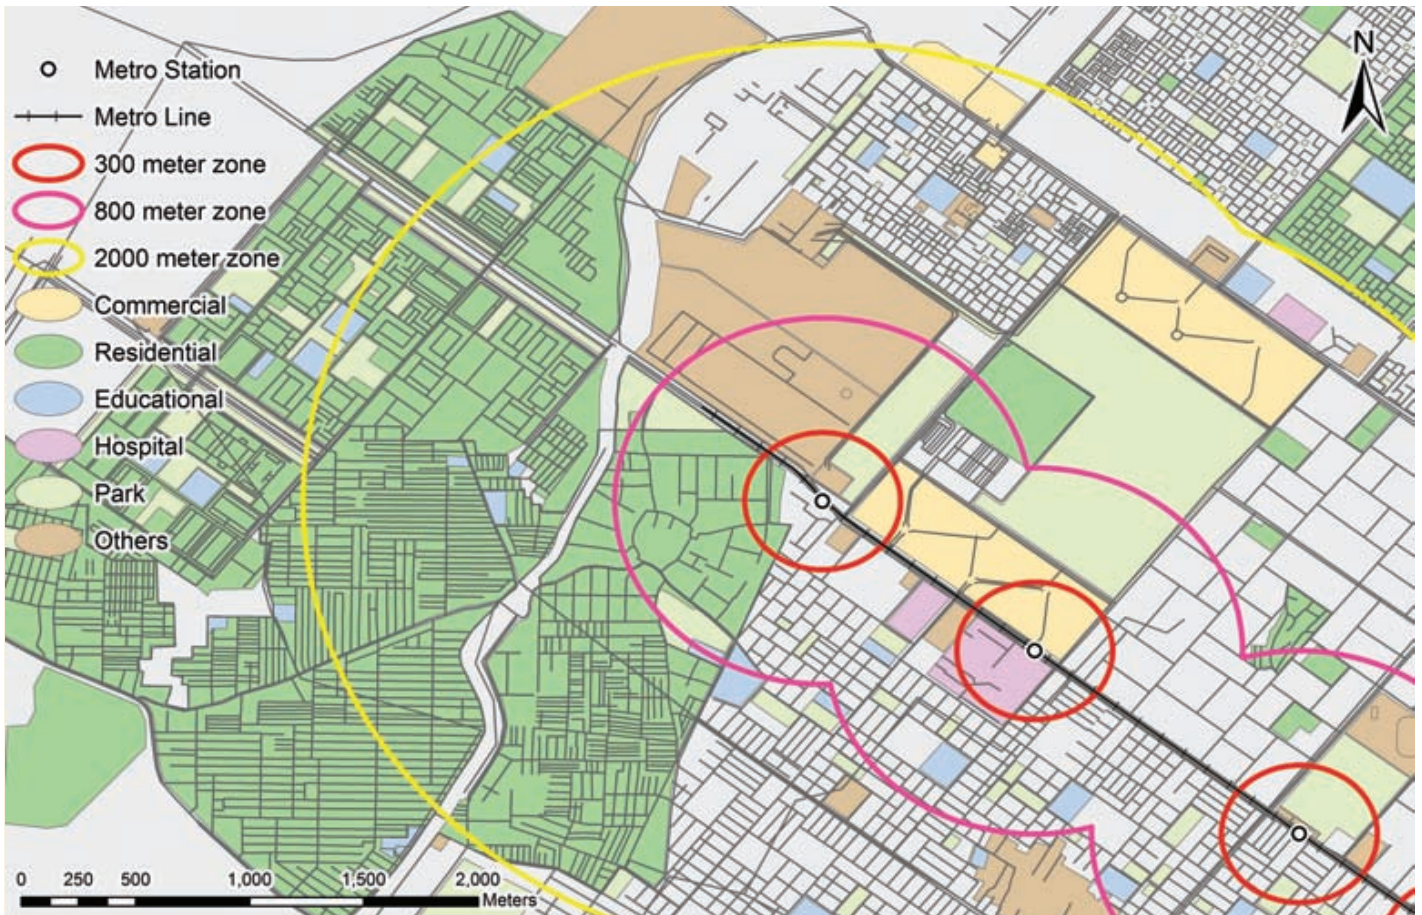 N
Metro Station
Metro Line
300 meter zone
800 meter zone
2000 meter zone
Commercial
Residential
Educational
Hospital
Park
Others
0 250 500 1,000 1,500 2,000
Meters